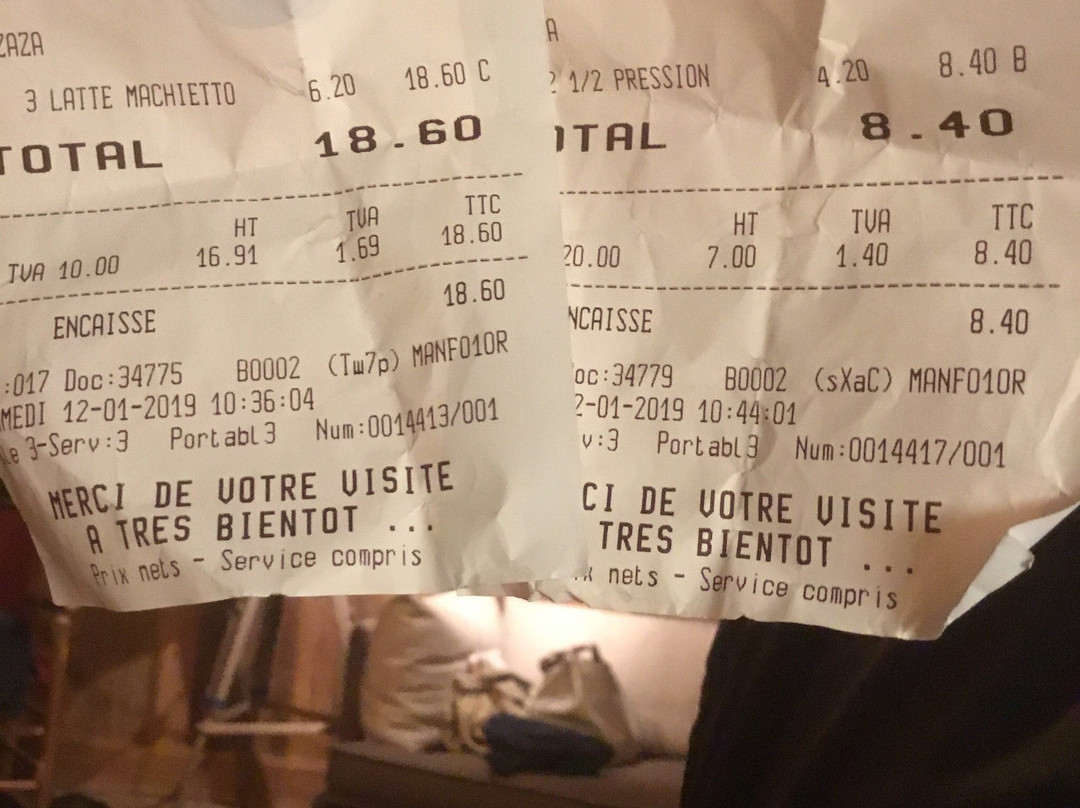 ZAZA
3 LATTE MACHIETTO 6.20 18.60 C
TOTAL 18.60
HT TVA TTC
TVA 10.00 16.91 1.69 18.60
18.60
ENCAISSE
:017 Doc:34775 B0002 (Tw7p) MANF010R
MEDI 12-01-2019 10:36:04
le 3-Serv:3 Portabl3 Num:0014413/001
MERCI DE VOTRE VISITE
A TRES BIENTOT ...
Prix nets - Service compris
A
2 1/2 PRESSION 4.20 8.40 B
OTAL 8.40
HT TVA TTC
20.00 7.00 1.40 8.40
NCAISSE 8.40
oc:34779 B0002 (sXaC) MANF010R
2-01-2019 10:44:01
v:3 Portabl3 Num:0014417/001
CI DE VOTRE VISITE
TRES BIENTOT ...
x nets - Service compris